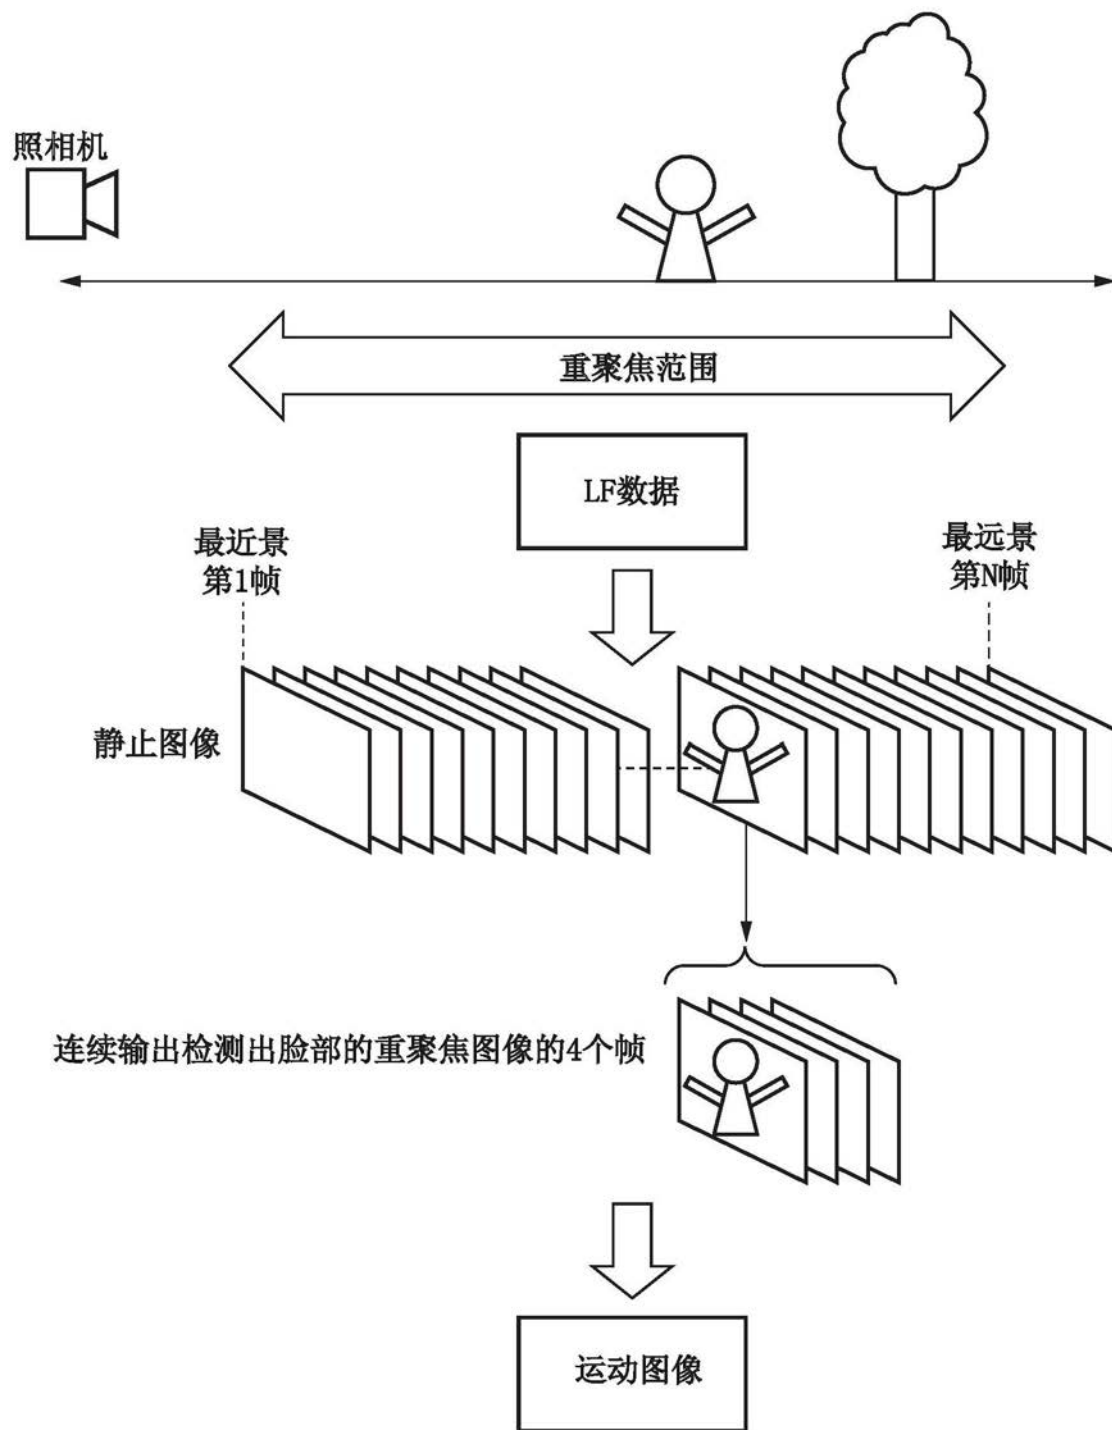 照相机
重聚焦范围
LF数据
最近景
第1帧
最远景
第N帧
静止图像
连续输出检测出脸部的重聚焦图像的4个帧
运动图像